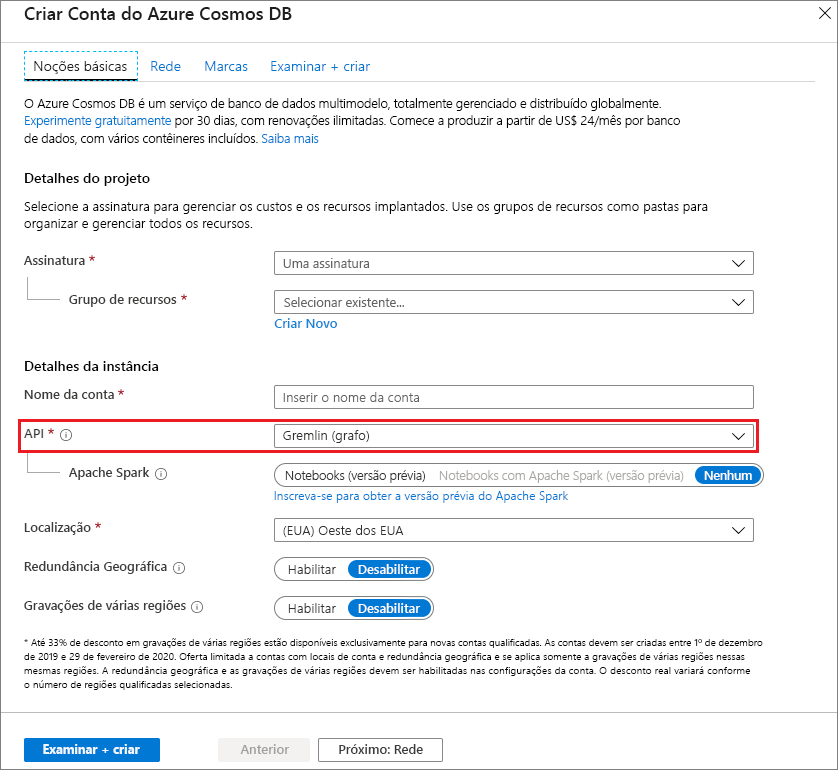 Criar Conta do Azure Cosmos DB
Noções básicas Rede Marcas Examinar + criar
O Azure Cosmos DB é um serviço de banco de dados multimodelo, totalmente gerenciado e distribuído globalmente.
Experimente gratuitamente por 30 dias, com renovações ilimitadas. Comece a produzir a partir de US$ 24/mês por banco
de dados, com vários contêineres incluídos. Saiba mais
Detalhes do projeto
Selecione a assinatura para gerenciar os custos e os recursos implantados. Use os grupos de recursos como pastas para
organizar e gerenciar todos os recursos.
Assinatura * Uma assinatura
Grupo de recursos * Selecionar existente...
Criar Novo
Detalhes da instância
Nome da conta * Inserir o nome da conta
API * Gremlin (grafo)
Apache Spark Notebooks (versão prévia) Notebooks com Apache Spark (versão prévia) Nenhum
Inscreva-se para obter a versão prévia do Apache Spark
Localização * (EUA) Oeste dos EUA
Redundância Geográfica Habilitar Desabilitar
Gravações de várias regiões Habilitar Desabilitar
* Até 33% de desconto em gravações de várias regiões estão disponíveis exclusivamente para novas contas qualificadas. As contas devem ser criadas entre 1º de dezembro
de 2019 e 29 de fevereiro de 2020. Oferta limitada a contas com locais de conta e redundância geográfica e se aplica somente a gravações de várias regiões nessas
mesmas regiões. A redundância geográfica e as gravações de várias regiões devem ser habilitadas nas configurações da conta. O desconto real variará conforme
o número de regiões qualificadas selecionadas.
Examinar + criar Anterior Próximo: Rede